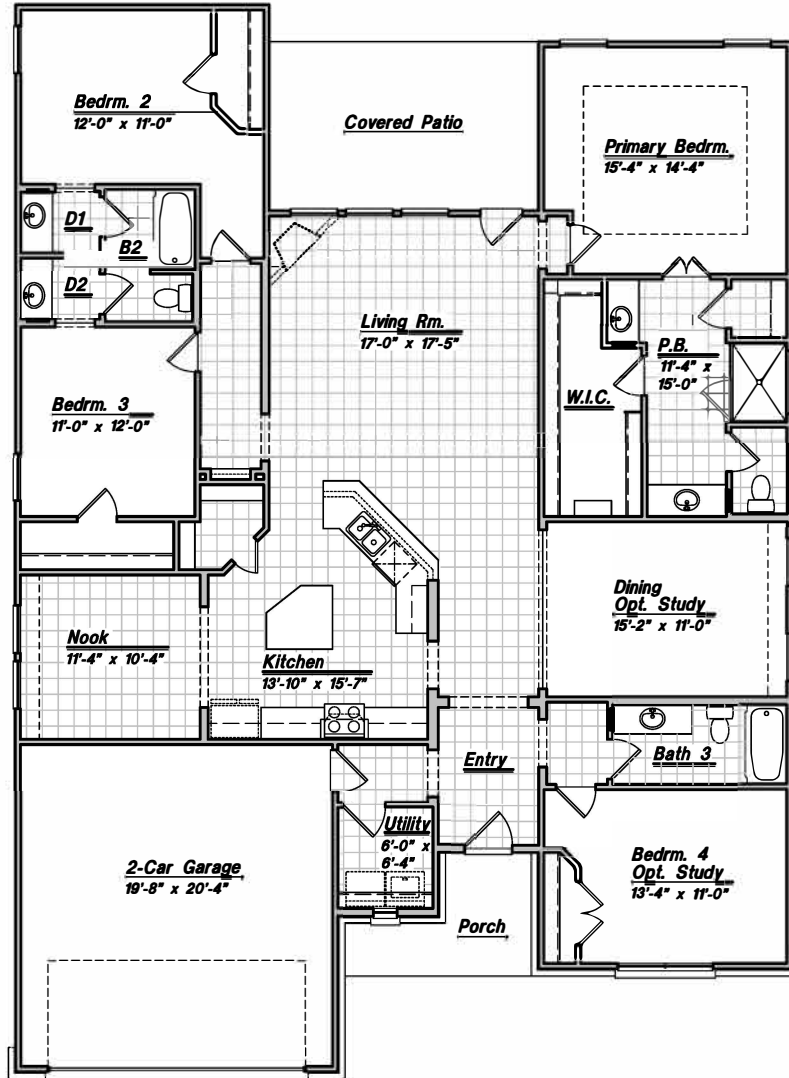 Bedrm. 2
12'-0" x 11'-0"
Covered Patio
Primary Bedrm.
15'-4" x 14'-4"
D1
B2
D2
Living Rm.
17'-0" x 17'-5"
P.B.
11'-4" x
15'-0"
W.I.C.
Bedrm. 3
11'-0" x 12'-0"
Dining
Opt. Study
15'-2" x 11'-0"
Nook
11'-4" x 10'-4"
Kitchen
13'-10" x 15'-7"
Entry
Bath 3
Utility
6'-0" x
6'-4"
2-Car Garage
19'-8" x 20'-4"
Bedrm. 4
Opt. Study
13'-4" x 11'-0"
Porch